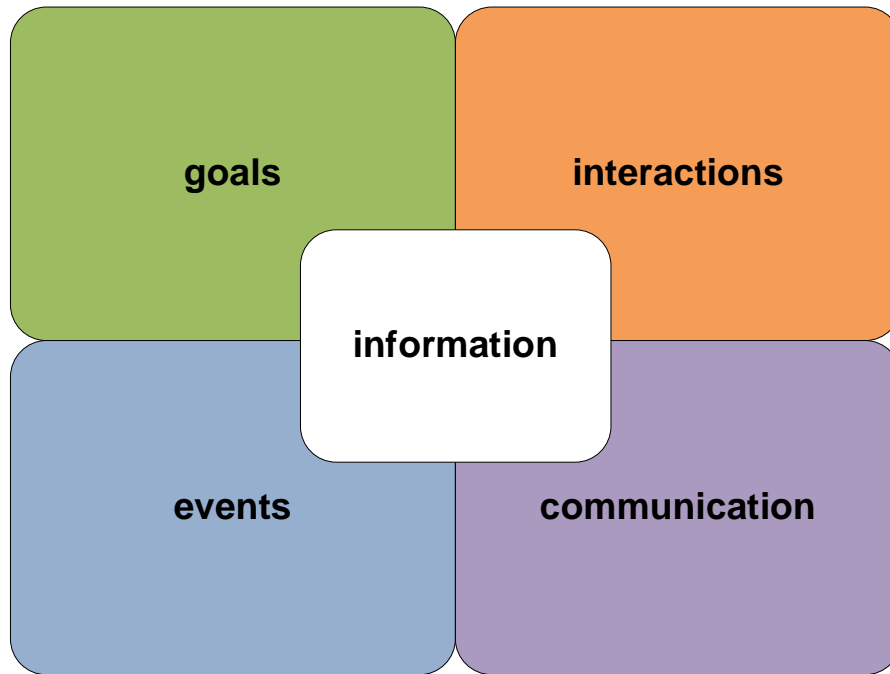 goals
interactions
information
events
communication